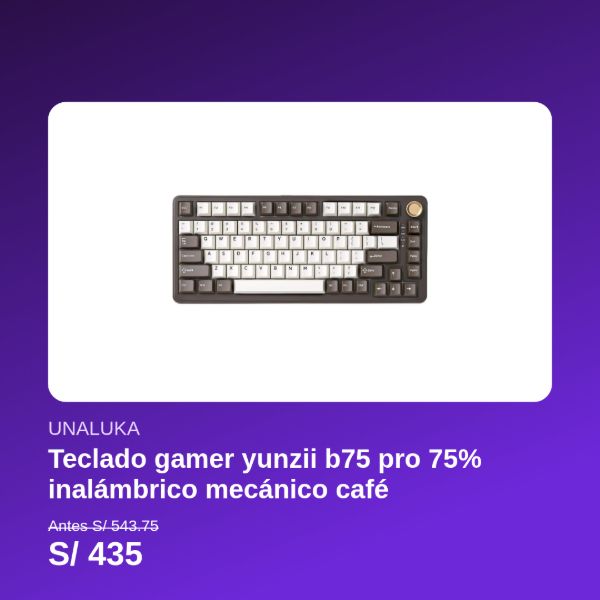 UNALUKA
Teclado gamer yunzii b75 pro 75%
inalámbrico mecánico café
Antes S/ 543.75
S/ 435